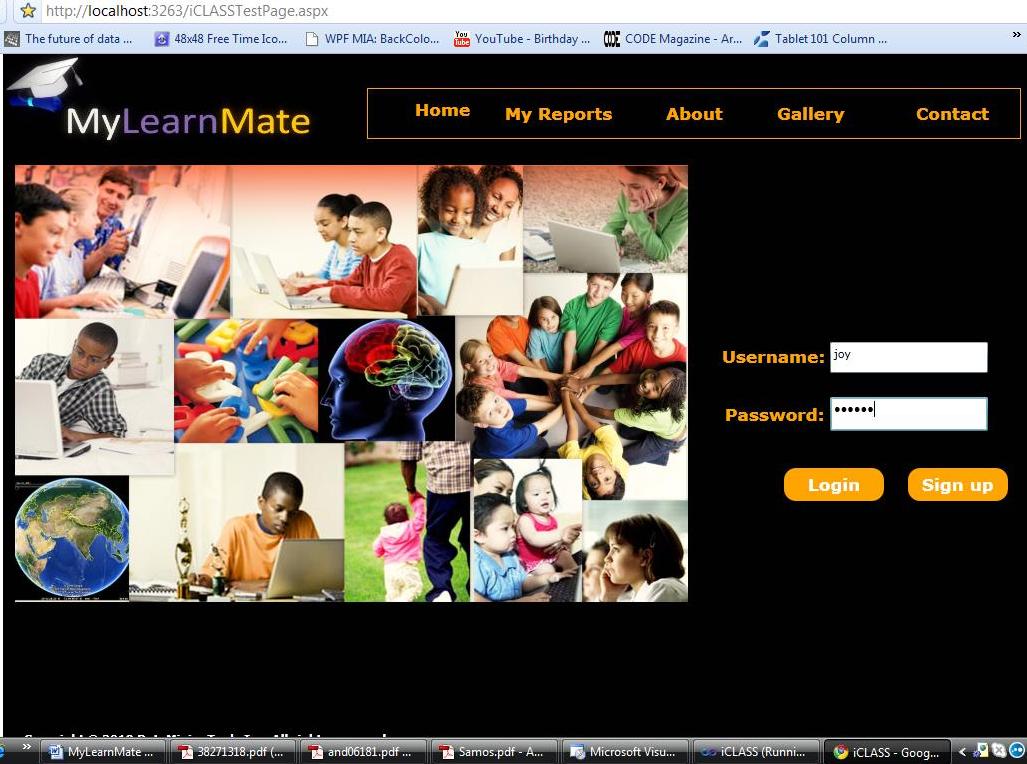 http://localhost:3263/iCLASSTestPage.aspx
The future of data ... 48x48 Free Time Ico... WPF MIA: BackColo... YouTube - Birthday ... CODE Magazine - Ar... Tablet 101 Column ... »
MyLearnMate
Home My Reports About Gallery Contact
Username: joy
Password: ••••••
Login Sign up
» MyLearnMate ... 38271318.pdf (... and06181.pdf ... Samos.pdf - A... Microsoft Visu... iCLASS (Runni... iCLASS - Goog... <